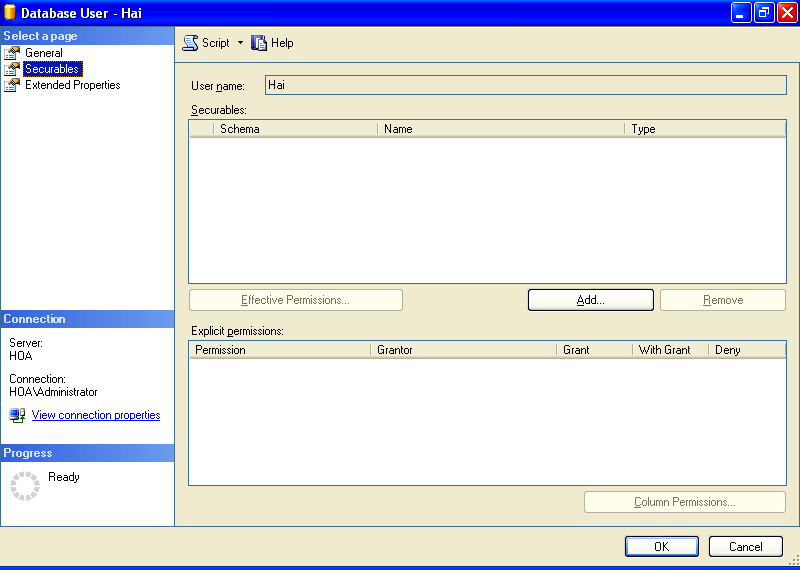 Database User - Hai
Select a page
General
Securables
Extended Properties
Connection
Server:
HOA
Connection:
HOA\Administrator
View connection properties
Progress
Ready
Script Help
User name: Hai
Securables:
Schema Name Type
Effective Permissions... Add... Remove
Explicit permissions:
Permission Grantor Grant With Grant Deny
Column Permissions...
OK Cancel